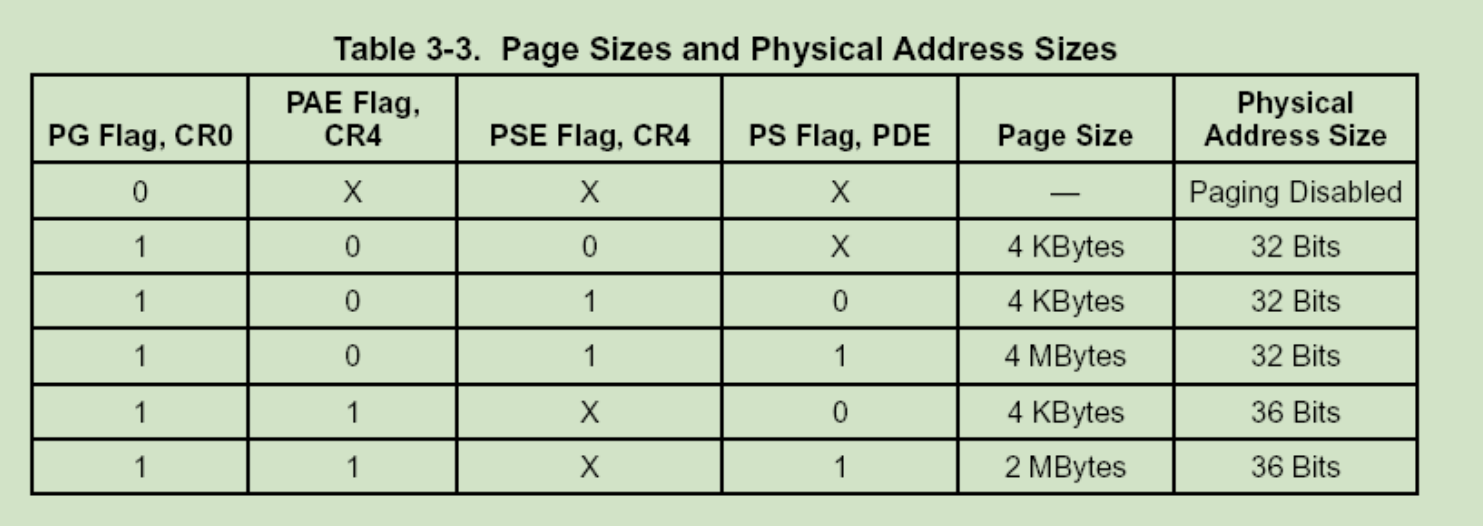 Table 3-3. Page Sizes and Physical Address Sizes
PG Flag, CR0 PAE Flag, CR4 PSE Flag, CR4 PS Flag, PDE Page Size Physical Address Size
0 X X X — Paging Disabled
1 0 0 X 4 KBytes 32 Bits
1 0 1 0 4 KBytes 32 Bits
1 0 1 1 4 MBytes 32 Bits
1 1 X 0 4 KBytes 36 Bits
1 1 X 1 2 MBytes 36 Bits